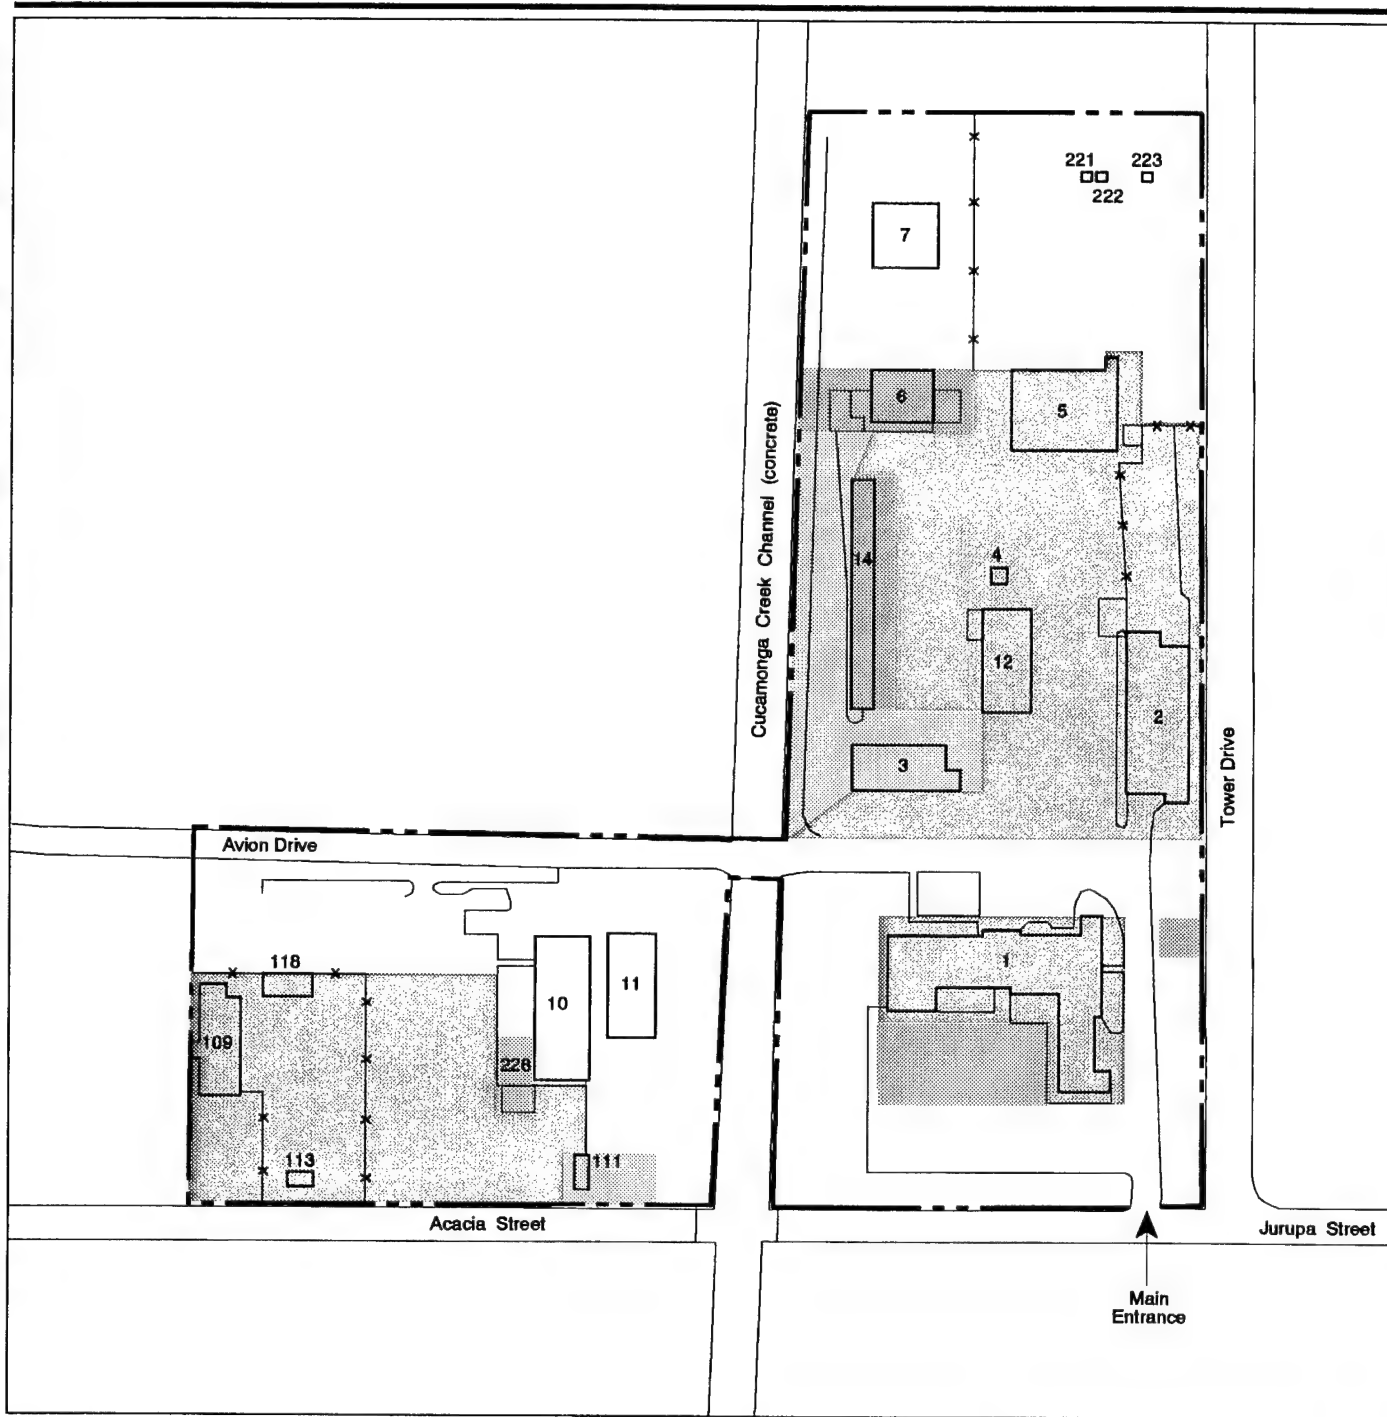 221
223
222
7
6
5
Cucamonga Creek Channel (concrete)
14
4
12
2
3
Tower Drive
Avion Drive
118
1
11
10
109
228
113
111
Acacia Street
Jurupa Street
Main
Entrance